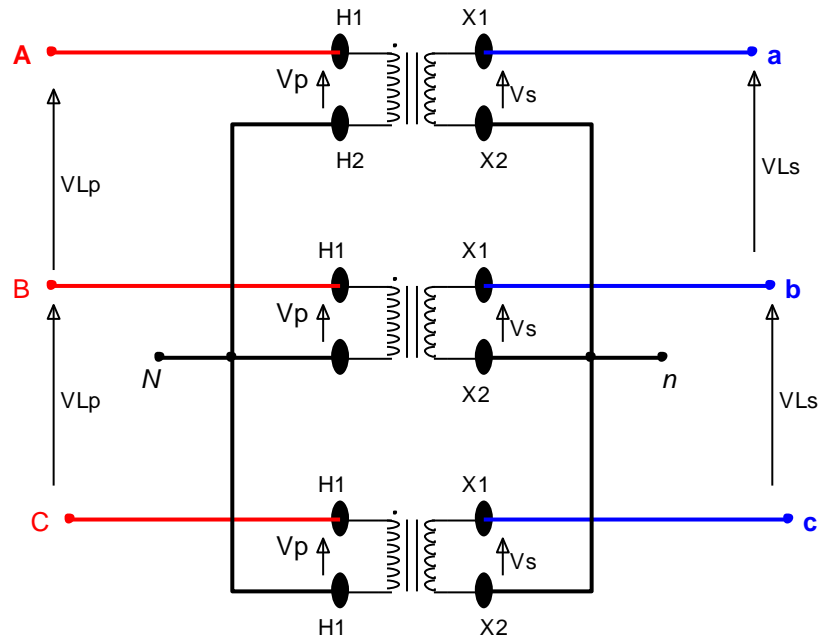 H1 X1
A a
Vp Vs
H2 X2
VLp VLs
H1 X1
B b
Vp Vs
N n
X2
VLp VLs
H1 X1
C c
Vp Vs
H1 X2